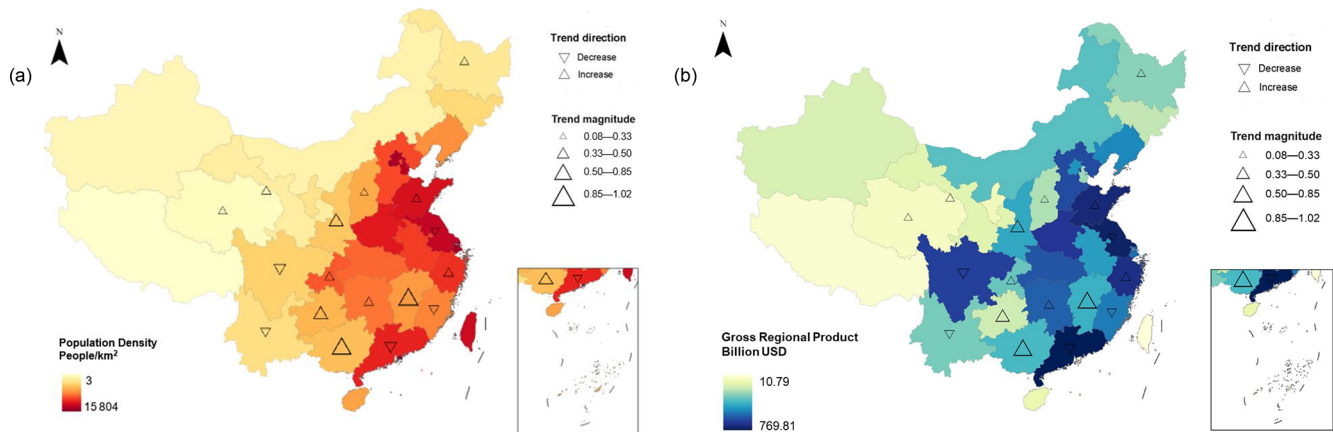 (a)
N
Trend direction
Decrease
Increase
Trend magnitude
0.08—0.33
0.33—0.50
0.50—0.85
0.85—1.02
Population Density
People/km²
3
15 804
(b)
N
Trend direction
Decrease
Increase
Trend magnitude
0.08—0.33
0.33—0.50
0.50—0.85
0.85—1.02
Gross Regional Product
Billion USD
10.79
769.81